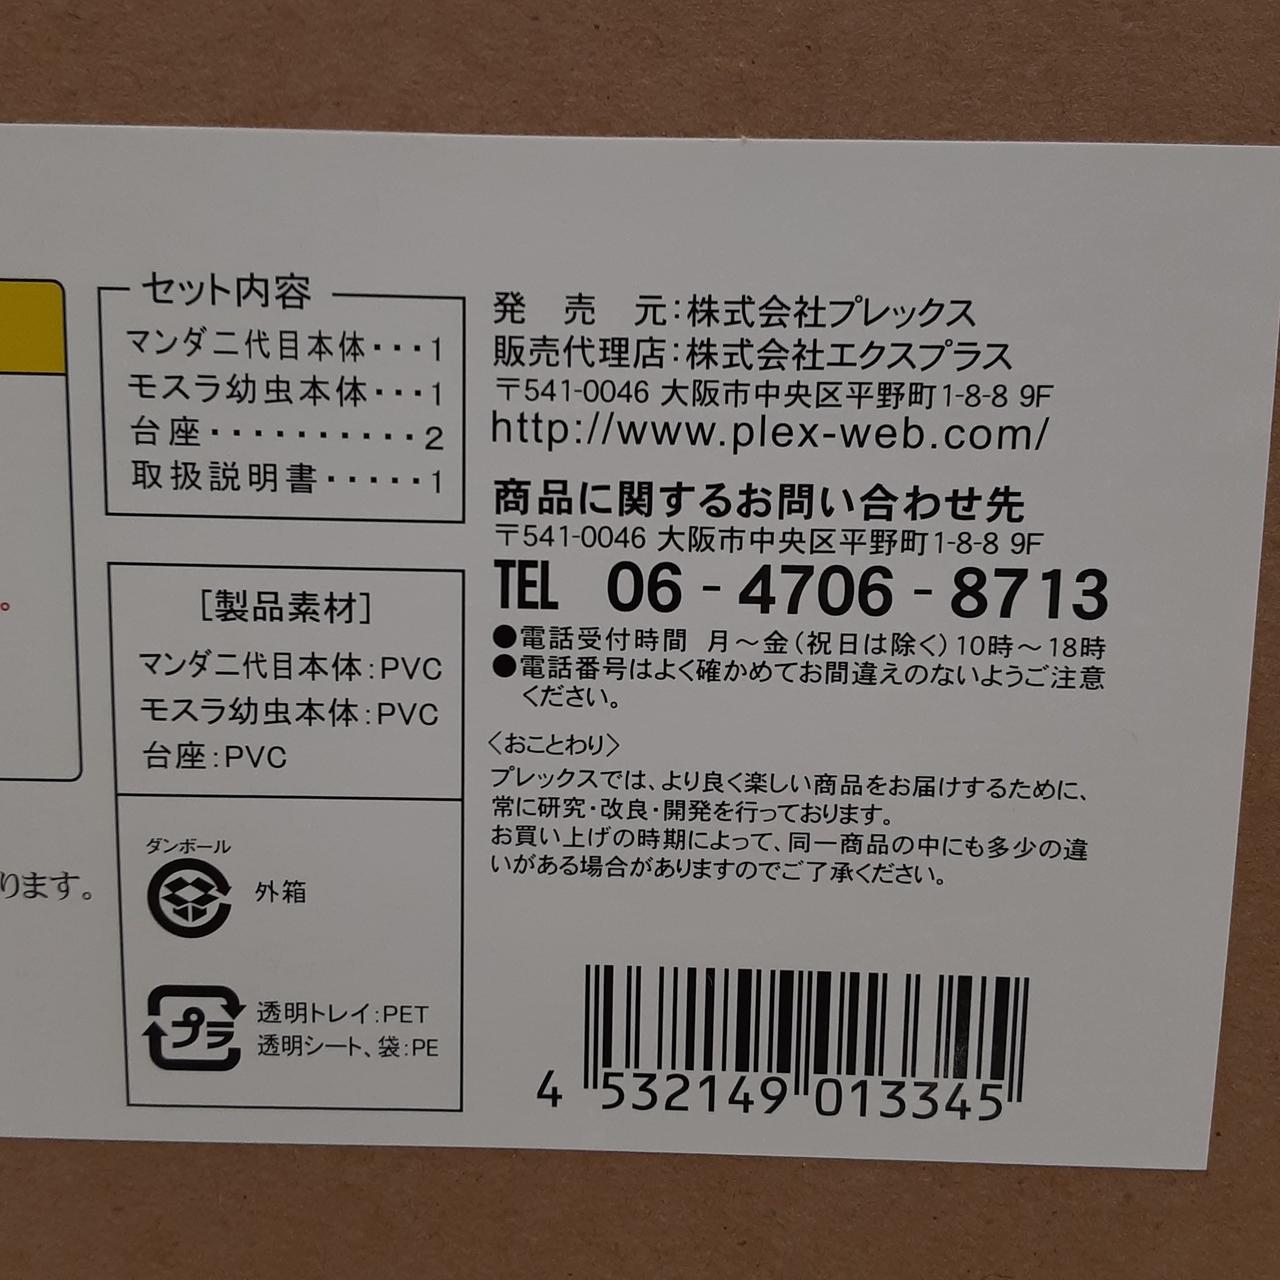 セット内容
マンダ二代目本体・・・1
モスラ幼虫本体・・・1
台座・・・・・・・・・・2
取扱説明書・・・・・1
[製品素材]
マンダ二代目本体:PVC
モスラ幼虫本体:PVC
台座:PVC
ダンボール
外箱
プラ
透明トレイ:PET
透明シート、袋:PE
。
ります。
発売元:株式会社プレックス
販売代理店:株式会社エクスプラス
〒541-0046 大阪市中央区平野町1-8-8 9F
http://www.plex-web.com/
商品に関するお問い合わせ先
〒541-0046 大阪市中央区平野町1-8-8 9F
TEL 06-4706-8713
●電話受付時間 月～金(祝日は除く)10時～18時
●電話番号はよく確かめてお間違えのないようご注意
ください。
〈おことわり〉
プレックスでは、より良く楽しい商品をお届けするために、
常に研究・改良・開発を行っております。
お買い上げの時期によって、同一商品の中にも多少の違
いがある場合がありますのでご了承ください。
4 532149 013345